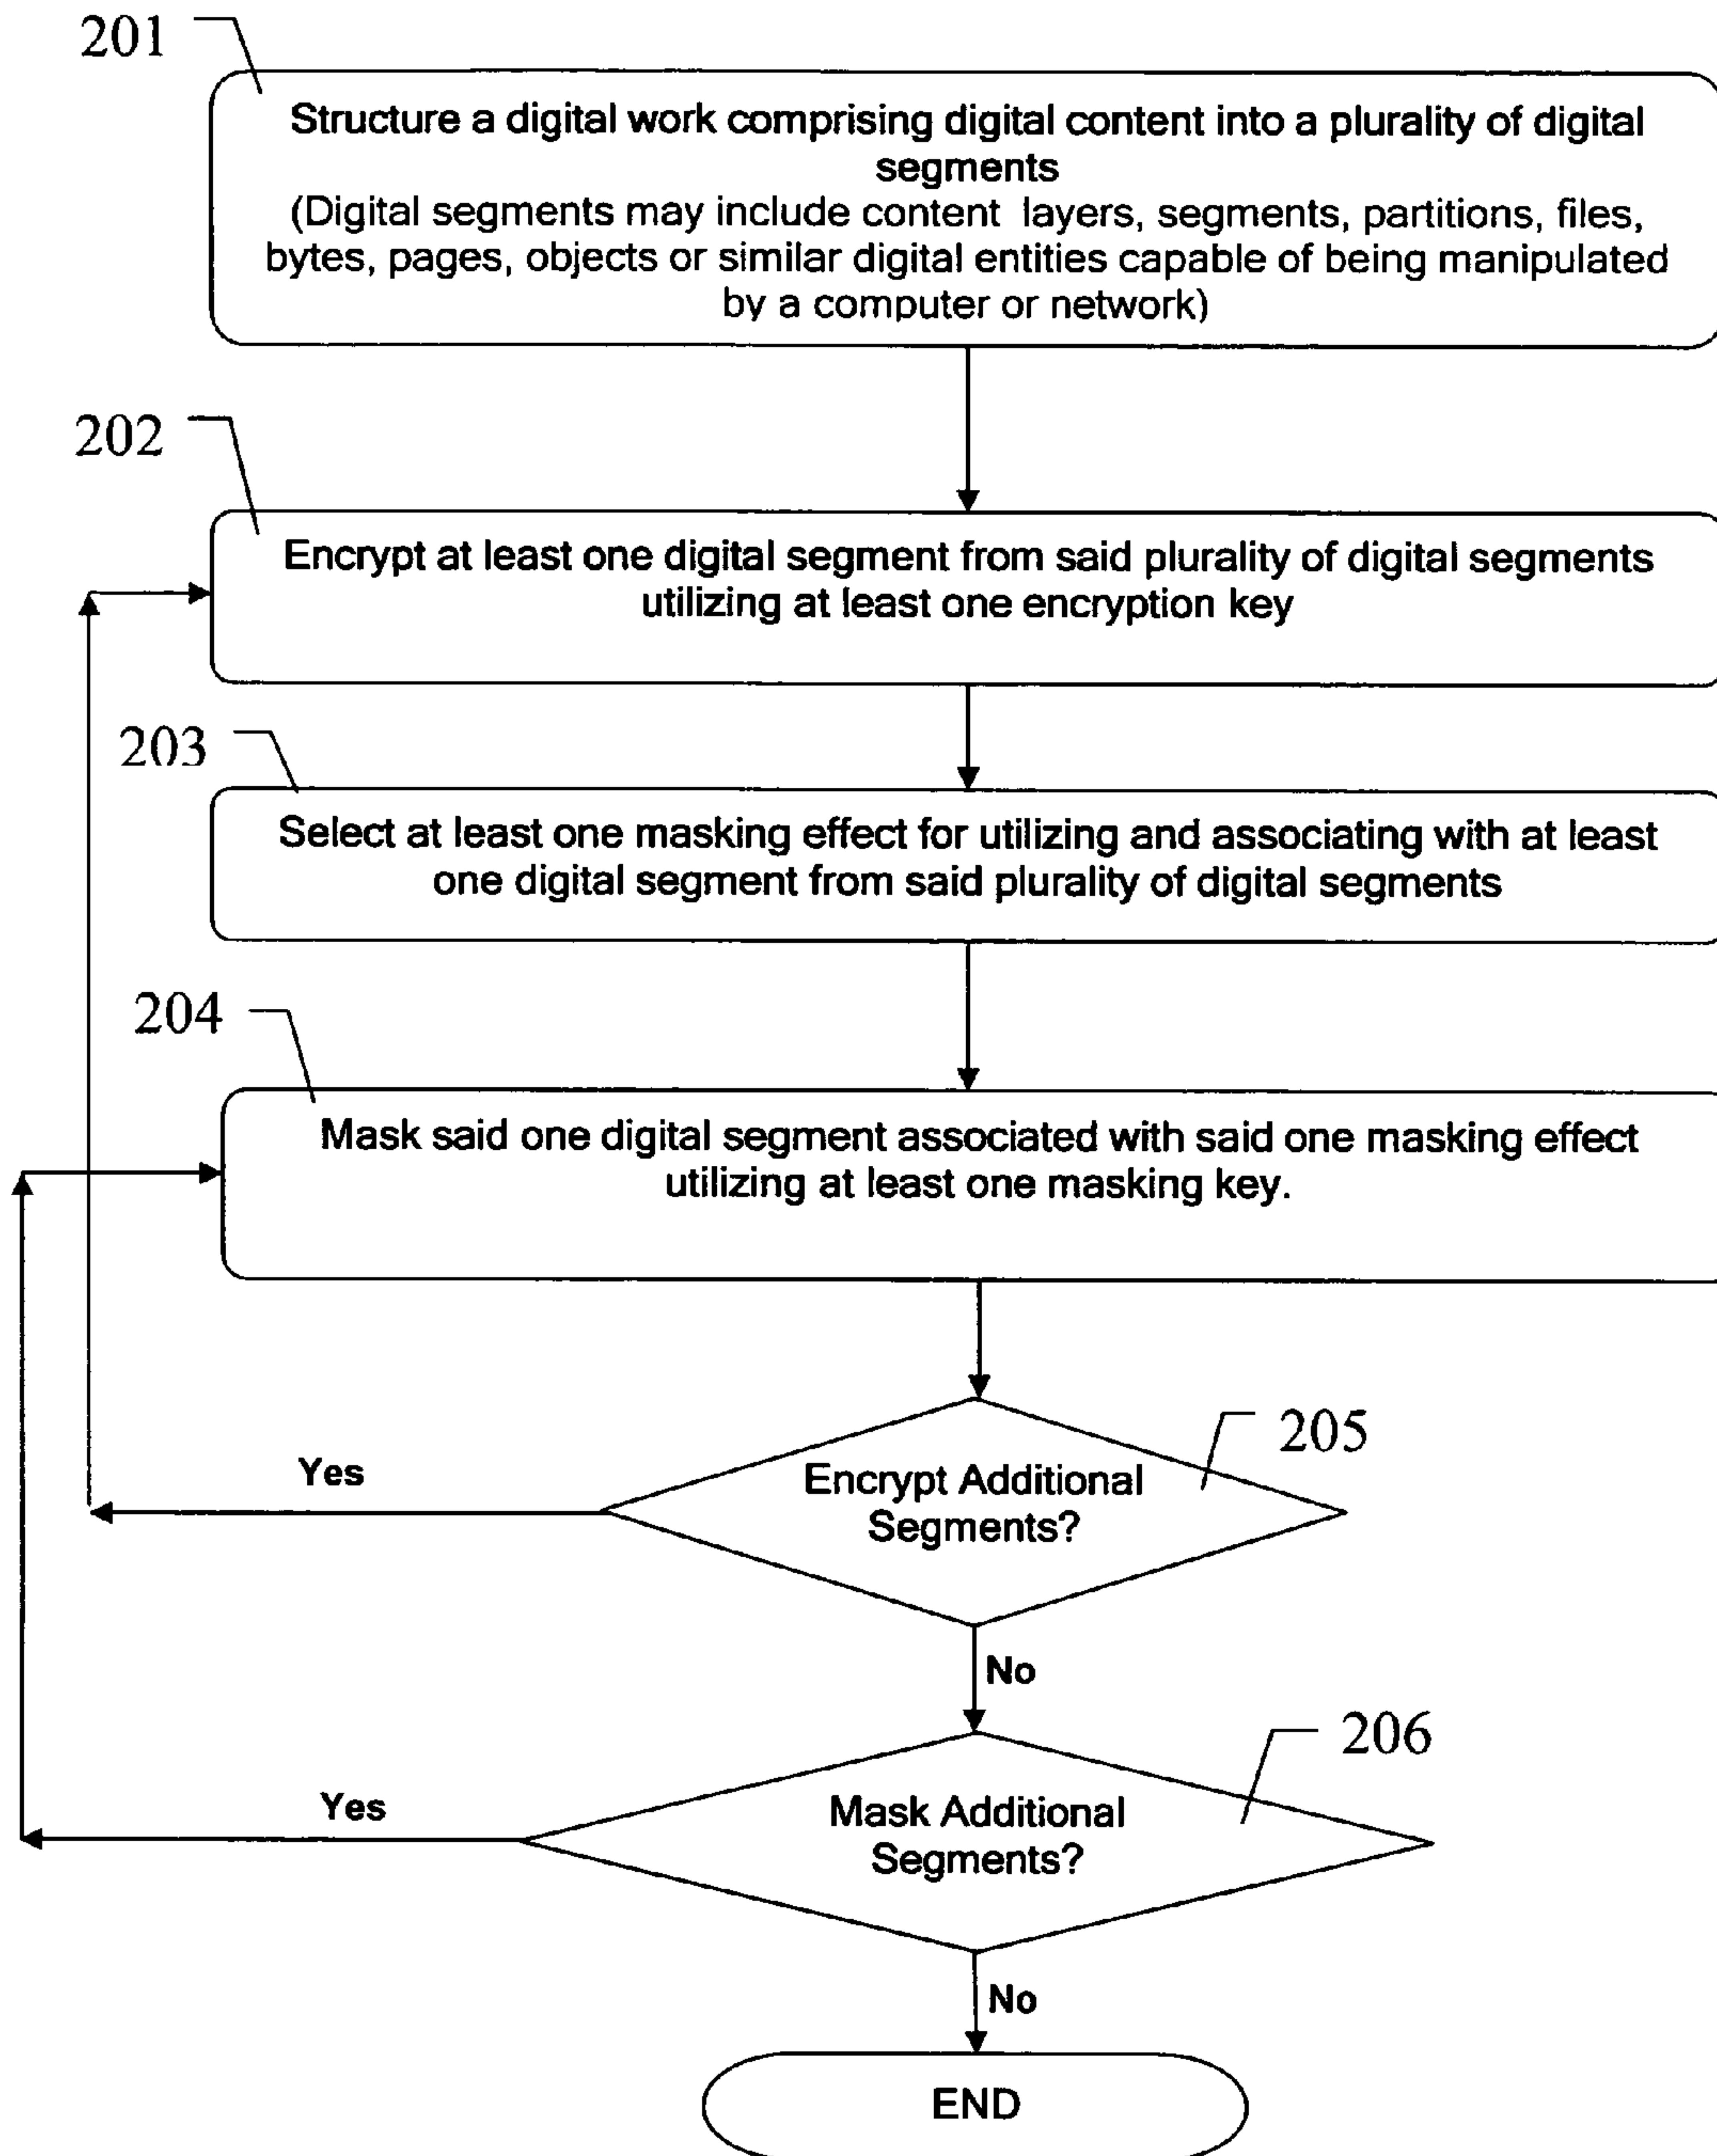 201
Structure a digital work comprising digital content into a plurality of digital
segments
(Digital segments may include content layers, segments, partitions, files,
bytes, pages, objects or similar digital entities capable of being manipulated
by a computer or network)
202
Encrypt at least one digital segment from said plurality of digital segments
utilizing at least one encryption key
203
Select at least one masking effect for utilizing and associating with at least
one digital segment from said plurality of digital segments
204
Mask said one digital segment associated with said one masking effect
utilizing at least one masking key.
205
Yes
Encrypt Additional
Segments?
No
206
Yes
Mask Additional
Segments?
No
END